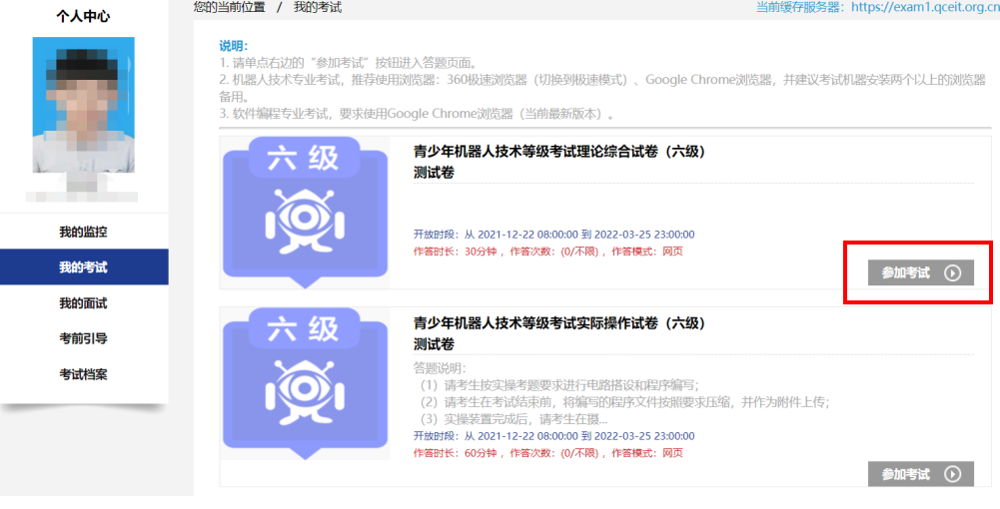 个人中心
我的监控
我的考试
我的面试
考前引导
考试档案
您的当前位置 / 我的考试
当前缓存服务器：https://exam1.qceit.org.cn
说明：
1. 请单点右边的“参加考试”按钮进入答题页面。
2. 机器人技术专业考试，推荐使用浏览器：360极速浏览器（切换到极速模式）、Google Chrome浏览器，并建议考试机器安装两个以上的浏览器
备用。
3. 软件编程专业考试，要求使用Google Chrome浏览器（当前最新版本）。
六 级
青少年机器人技术等级考试理论综合试卷（六级）
测试卷
开放时段：从 2021-12-22 08:00:00 到 2022-03-25 23:00:00
作答时长：30分钟 ，作答次数：(0/不限) ，作答模式：网页
参加考试
六 级
青少年机器人技术等级考试实际操作试卷（六级）
测试卷
答题说明：
（1）请考生按实操考题要求进行电路搭设和程序编写；
（2）请考生在考试结束前，将编写的程序文件按照要求压缩，并作为附件上传；
（3）实操装置完成后，请考生在摄...
开放时段：从 2021-12-22 08:00:00 到 2022-03-25 23:00:00
作答时长：60分钟 ，作答次数：(0/不限) ，作答模式：网页
参加考试